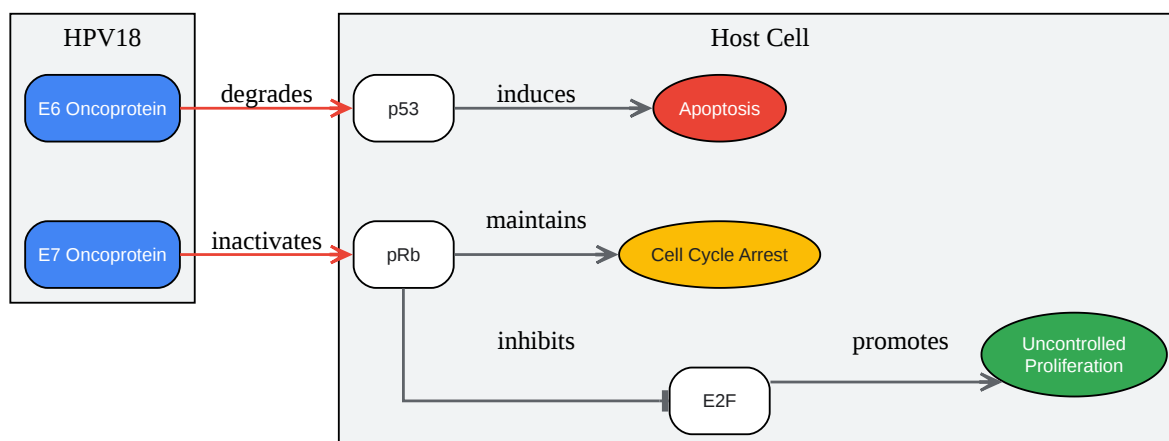 HPV18
Host Cell
E6 Oncoprotein
degrades
p53
induces
Apoptosis
E7 Oncoprotein
inactivates
pRb
maintains
Cell Cycle Arrest
inhibits
E2F
promotes
Uncontrolled
Proliferation